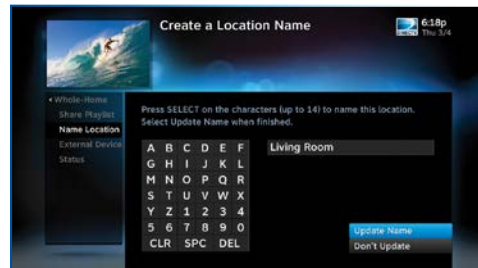 Create a Location Name
DIRECTV
6:18p
Thu 3/4
Whole-Home
Share Playlist
Name Location
External Device
Status
Press SELECT on the characters (up to 14) to name this location.
Select Update Name when finished.
Living Room
A B C D E F
G H I J K L
M N O P Q R
S T U V W X
Y Z 1 2 3 4
5 6 7 8 9 0
CLR SPC DEL
Update Name
Don't Update